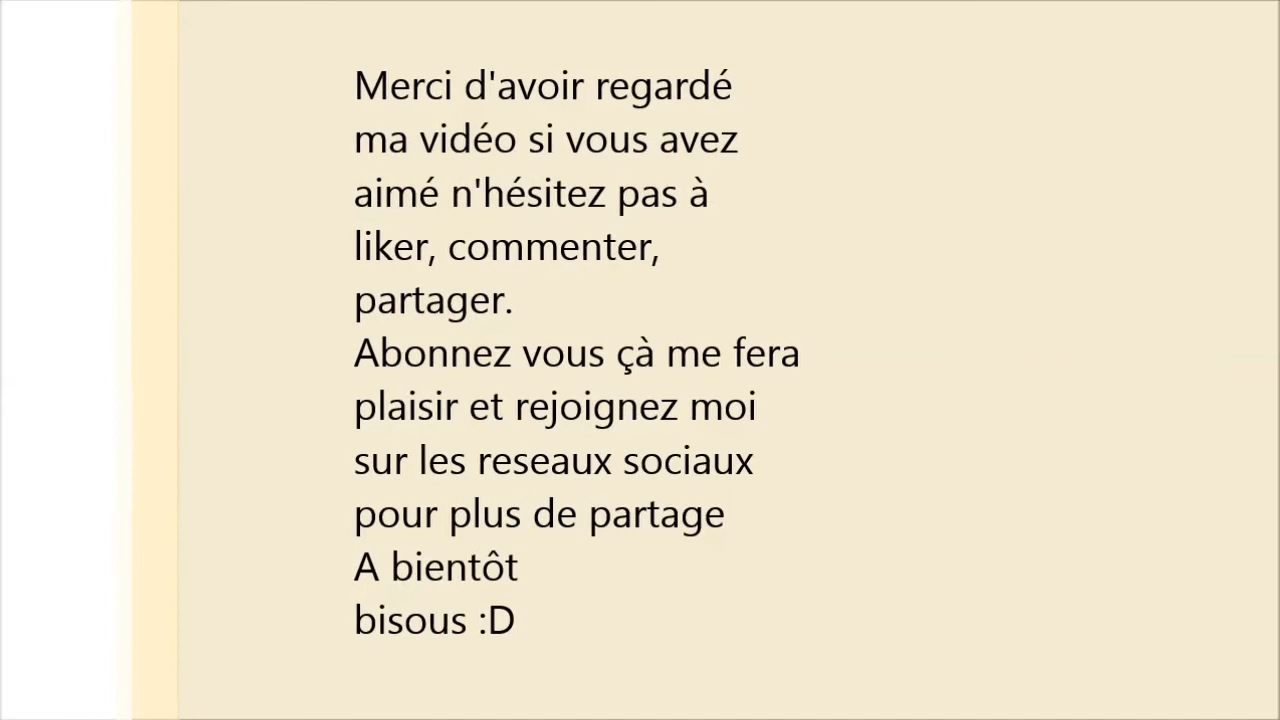 Merci d'avoir regardé
ma vidéo si vous avez
aimé n'hésitez pas à
liker, commenter,
partager.
Abonnez vous çà me fera
plaisir et rejoignez moi
sur les reseaux sociaux
pour plus de partage
A bientôt
bisous :D